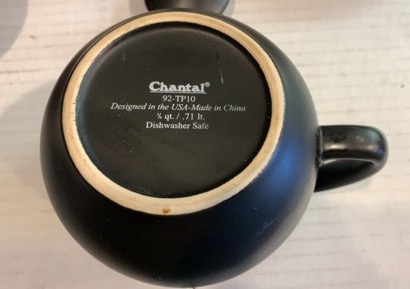 Chantal®
92-TP10
Designed in the USA-Made in China
¾ qt. / .71 lt.
Dishwasher Safe